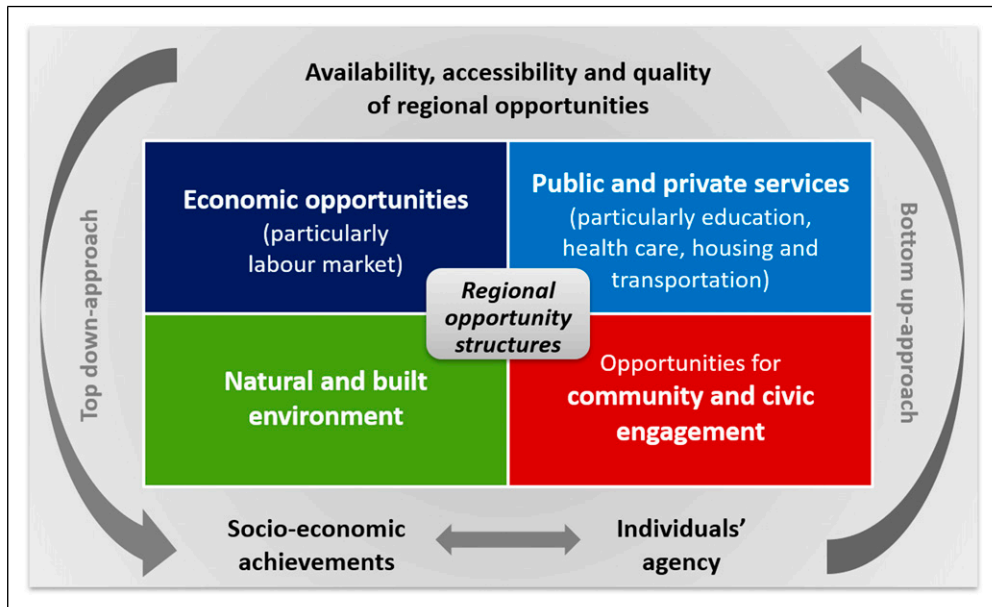 Availability, accessibility and quality
of regional opportunities
Top down-approach
Economic opportunities
(particularly
labour market)
Public and private services
(particularly education,
health care, housing and
transportation)
Regional
opportunity
structures
Natural and built
environment
Opportunities for
community and civic
engagement
Bottom up-approach
Socio-economic
achievements
Individuals’
agency